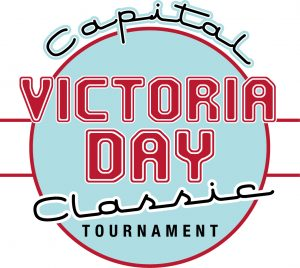 Capital
VICTORIA
DAY
Classic
TOURNAMENT